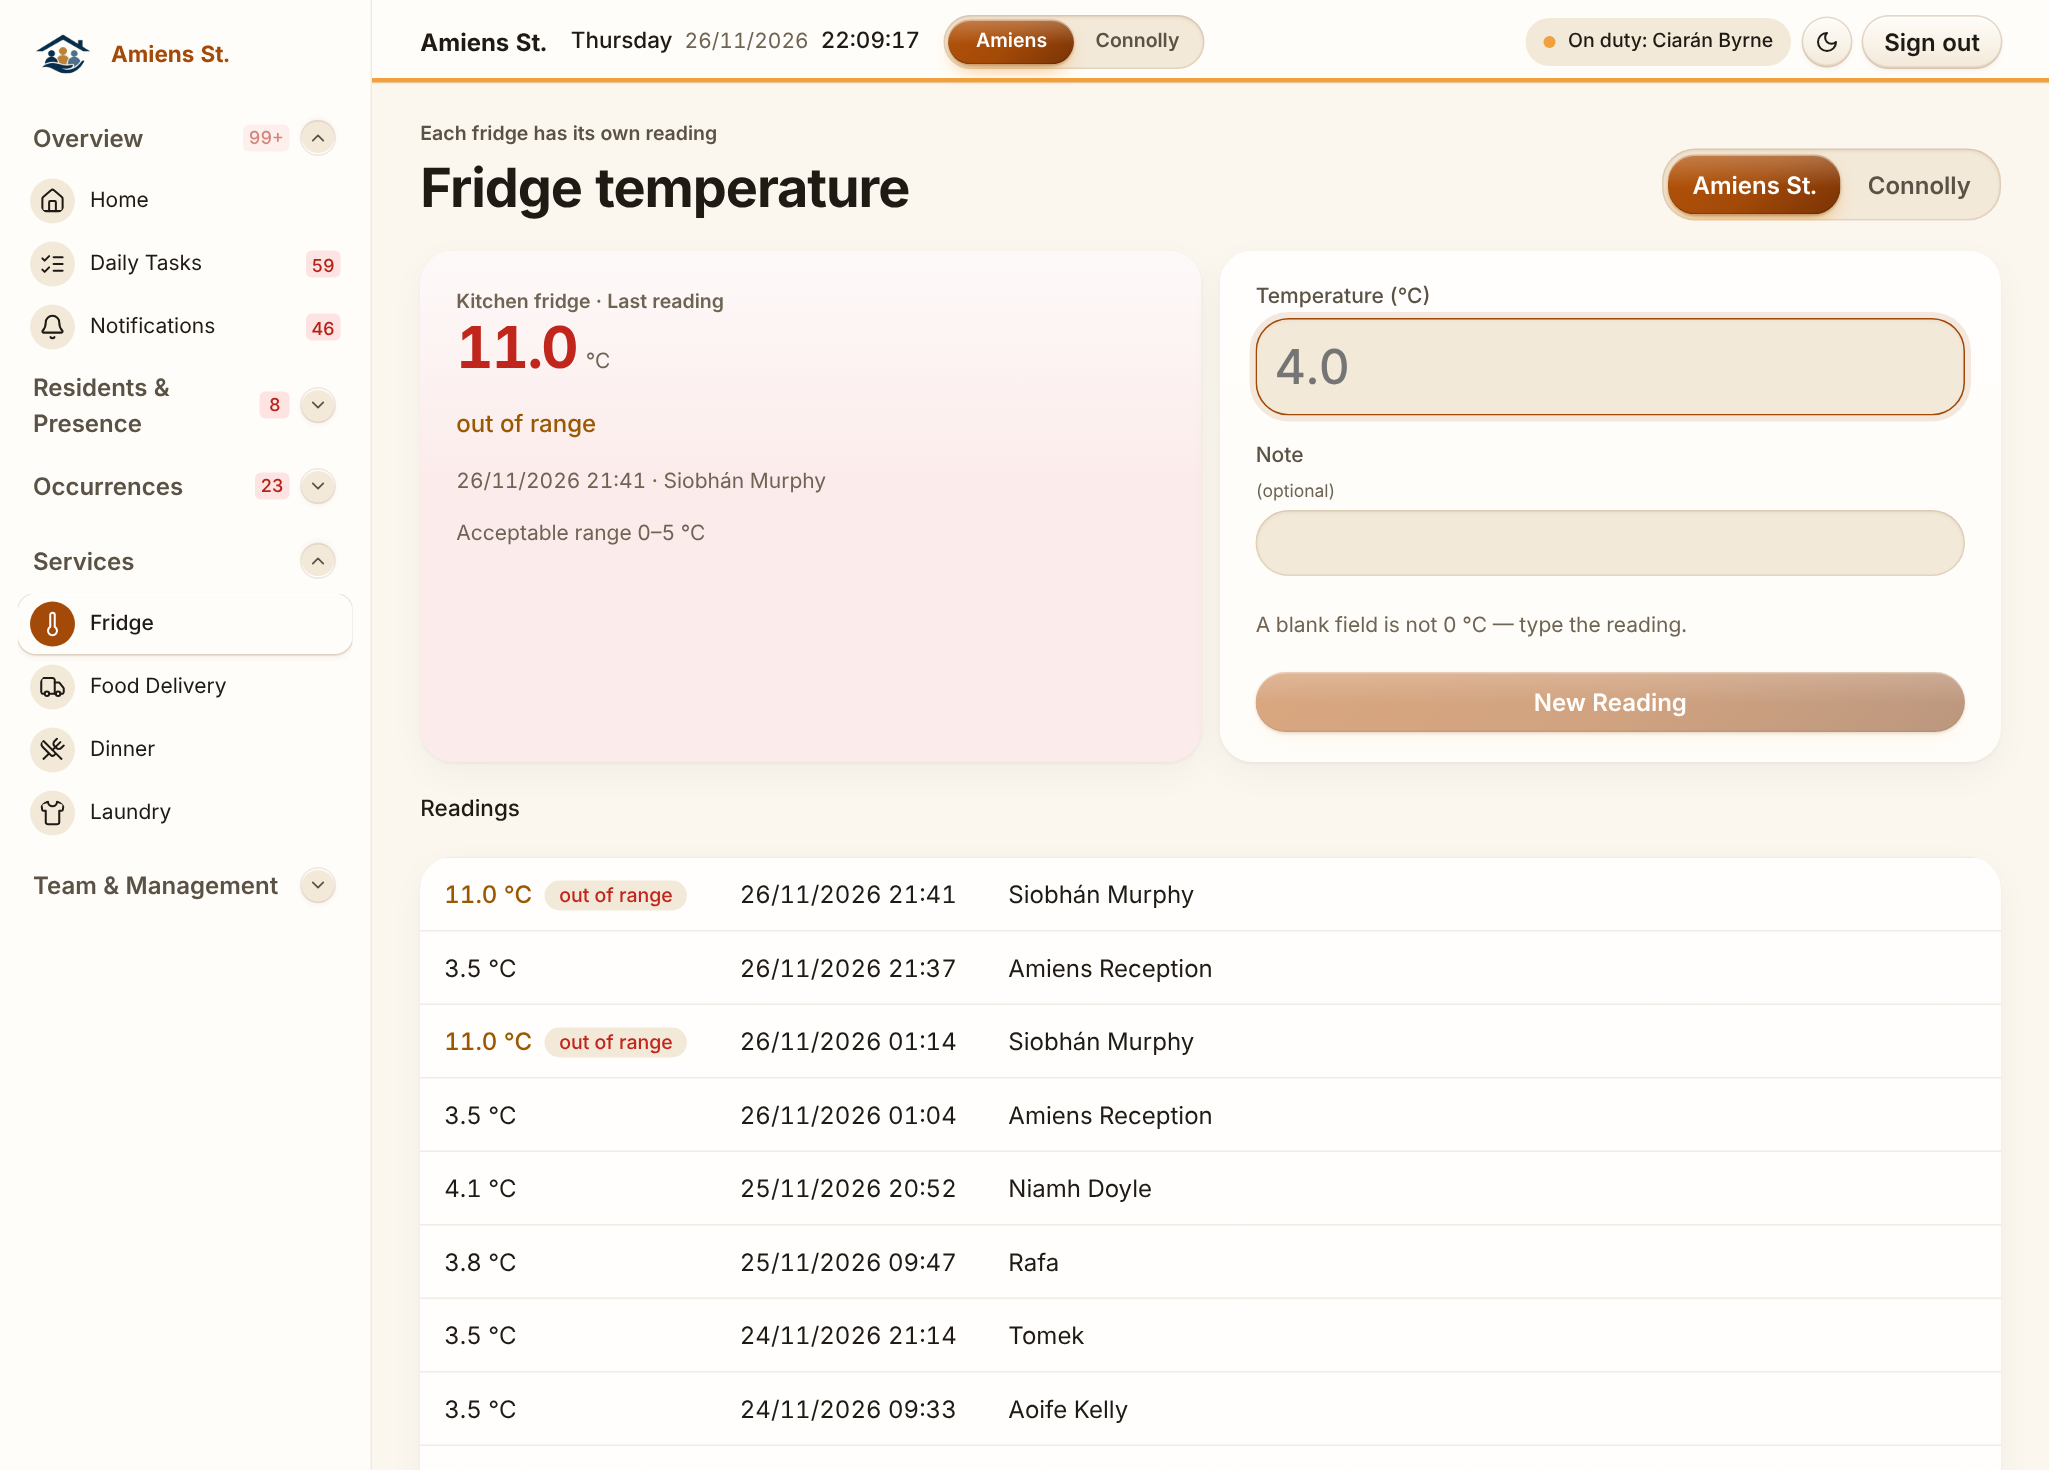 Amiens St.
Overview 99+
Home
Daily Tasks 59
Notifications 46
Residents & Presence 8
Occurrences 23
Services
Fridge
Food Delivery
Dinner
Laundry
Team & Management
Amiens St. Thursday 26/11/2026 22:09:17 Amiens Connolly On duty: Ciarán Byrne Sign out
Each fridge has its own reading
Fridge temperature
Amiens St. Connolly
Kitchen fridge · Last reading
11.0 °C
out of range
26/11/2026 21:41 · Siobhán Murphy
Acceptable range 0–5 °C
Temperature (°C)
4.0
Note
(optional)
A blank field is not 0 °C — type the reading.
New Reading
Readings
11.0 °C out of range 26/11/2026 21:41 Siobhán Murphy
3.5 °C 26/11/2026 21:37 Amiens Reception
11.0 °C out of range 26/11/2026 01:14 Siobhán Murphy
3.5 °C 26/11/2026 01:04 Amiens Reception
4.1 °C 25/11/2026 20:52 Niamh Doyle
3.8 °C 25/11/2026 09:47 Rafa
3.5 °C 24/11/2026 21:14 Tomek
3.5 °C 24/11/2026 09:33 Aoife Kelly